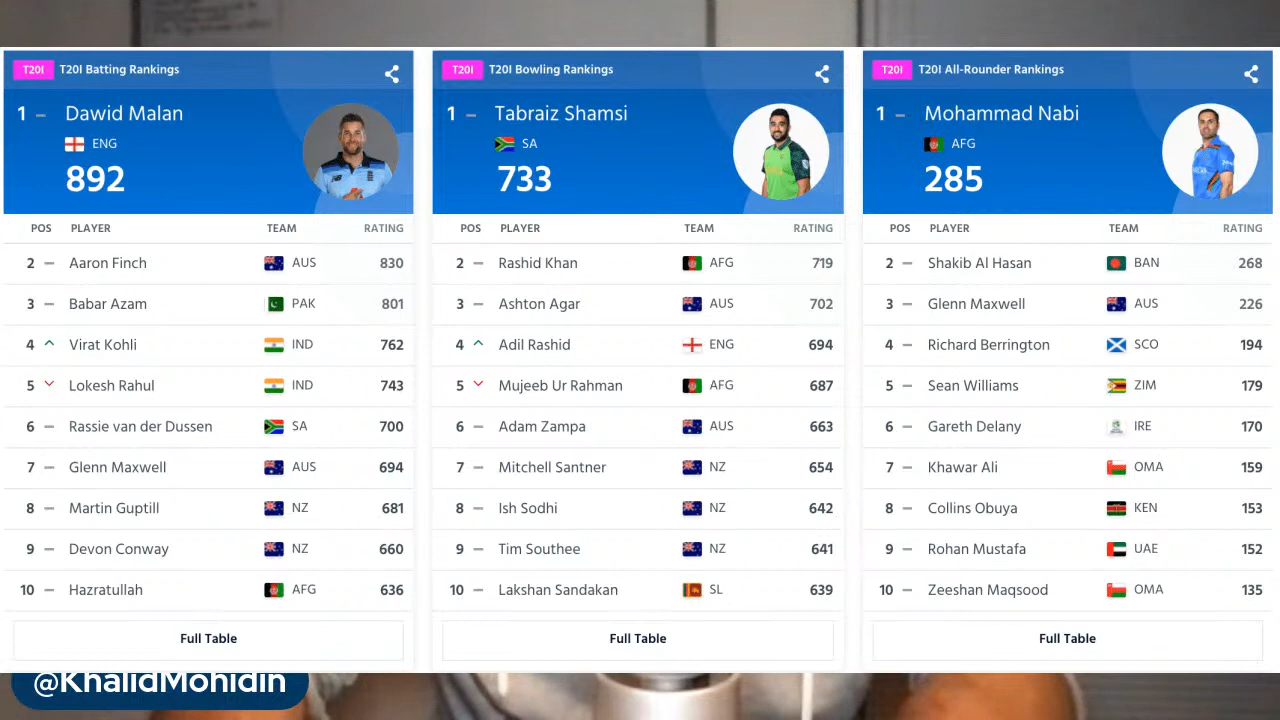 T20I T20I Batting Rankings
1 – Dawid Malan
ENG
892
POS PLAYER TEAM RATING
2 – Aaron Finch AUS 830
3 – Babar Azam PAK 801
4 Virat Kohli IND 762
5 Lokesh Rahul IND 743
6 – Rassie van der Dussen SA 700
7 – Glenn Maxwell AUS 694
8 – Martin Guptill NZ 681
9 – Devon Conway NZ 660
10 – Hazratullah AFG 636
Full Table
T20I T20I Bowling Rankings
1 – Tabraiz Shamsi
SA
733
POS PLAYER TEAM RATING
2 – Rashid Khan AFG 719
3 – Ashton Agar AUS 702
4 Adil Rashid ENG 694
5 Mujeeb Ur Rahman AFG 687
6 – Adam Zampa AUS 663
7 – Mitchell Santner NZ 654
8 – Ish Sodhi NZ 642
9 – Tim Southee NZ 641
10 – Lakshan Sandakan SL 639
Full Table
T20I T20I All-Rounder Rankings
1 – Mohammad Nabi
AFG
285
POS PLAYER TEAM RATING
2 – Shakib Al Hasan BAN 268
3 – Glenn Maxwell AUS 226
4 – Richard Berrington SCO 194
5 – Sean Williams ZIM 179
6 – Gareth Delany IRE 170
7 – Khawar Ali OMA 159
8 – Collins Obuya KEN 153
9 – Rohan Mustafa UAE 152
10 – Zeeshan Maqsood OMA 135
Full Table
@KhalidMohidin